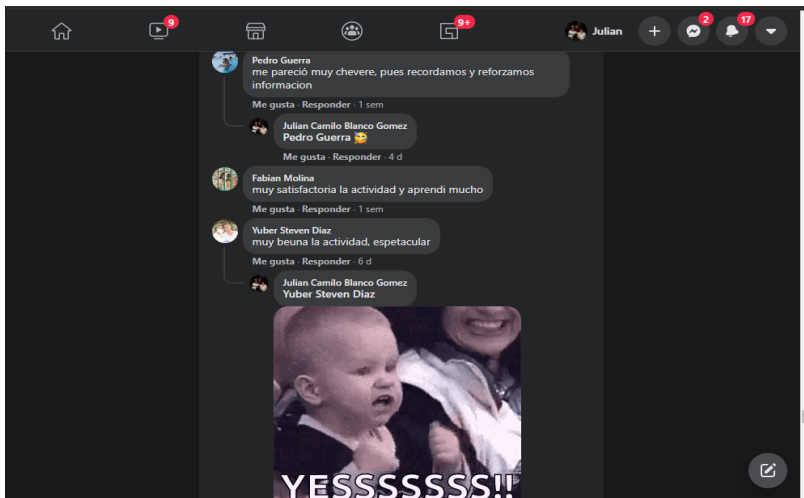 9
9+
Julian
2
17
Pedro Guerra
me pareció muy chevere, pues recordamos y reforzamos
informacion
Me gusta · Responder · 1 sem
Julian Camilo Blanco Gomez
Pedro Guerra 🥰
Me gusta · Responder · 4 d
Fabian Molina
muy satisfactoria la actividad y aprendi mucho
Me gusta · Responder · 1 sem
Yuber Steven Diaz
muy beuna la actividad, espetacular
Me gusta · Responder · 6 d
Julian Camilo Blanco Gomez
Yuber Steven Diaz
YESSSSSSS!!